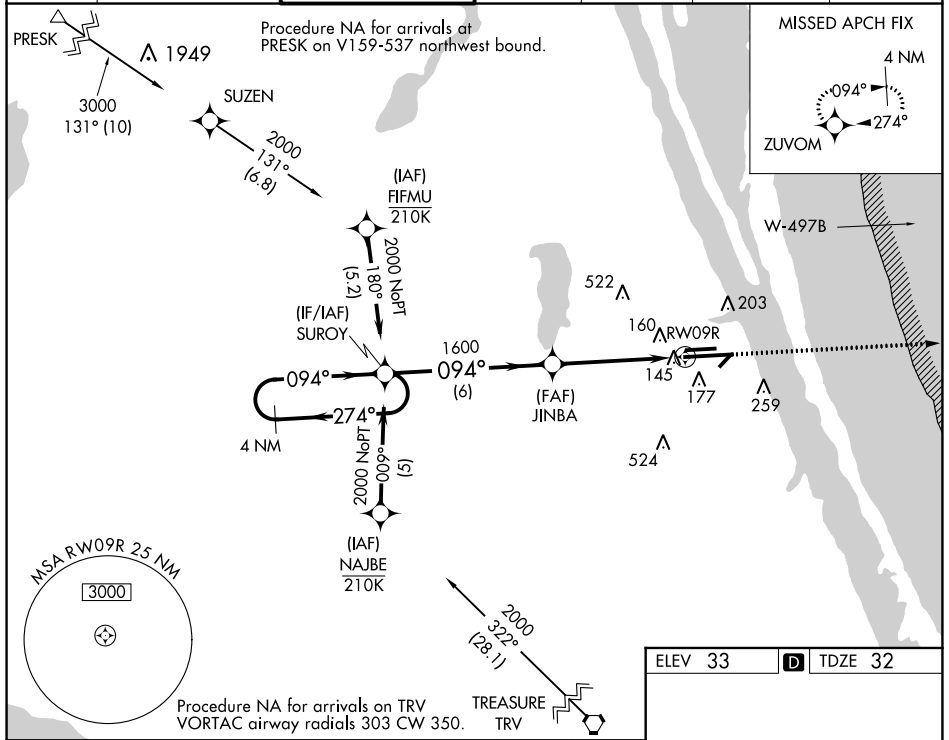 Procedure NA for arrivals at
PRESK on V159-537 northwest bound.
MISSED APCH FIX
4 NM
094°
274°
ZUVOM
PRESK
1949
3000
131° (10)
SUZEN
2000
131°
(6.8)
(IAF)
FIFMU
210K
2000 NoPT
180°
(5.2)
W-497B
522
203
(IF/IAF)
SUROY
160
RW09R
1600
094°
(6)
145
177
259
094°
274°
4 NM
(FAF)
JINBA
524
2000 NoPT
009°
(5)
(IAF)
NAJBE
210K
MSA RW09R 25 NM
3000
2000
322°
(28.1)
TREASURE
TRV
Procedure NA for arrivals on TRV
VORTAC airway radials 303 CW 350.
ELEV 33
D
TDZE 32